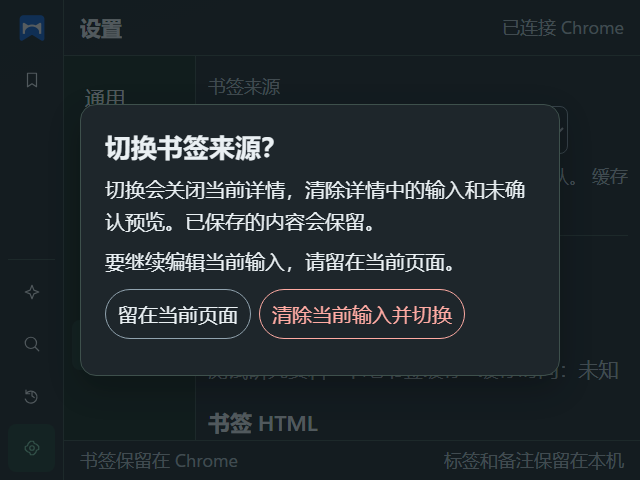 设置
已连接 Chrome
通用
书签来源
认。 缓存
切换书签来源？
切换会关闭当前详情，清除详情中的输入和未确
认预览。已保存的内容会保留。
要继续编辑当前输入，请留在当前页面。
留在当前页面
清除当前输入并切换
：未知
书签 HTML
书签保留在 Chrome
标签和备注保留在本机